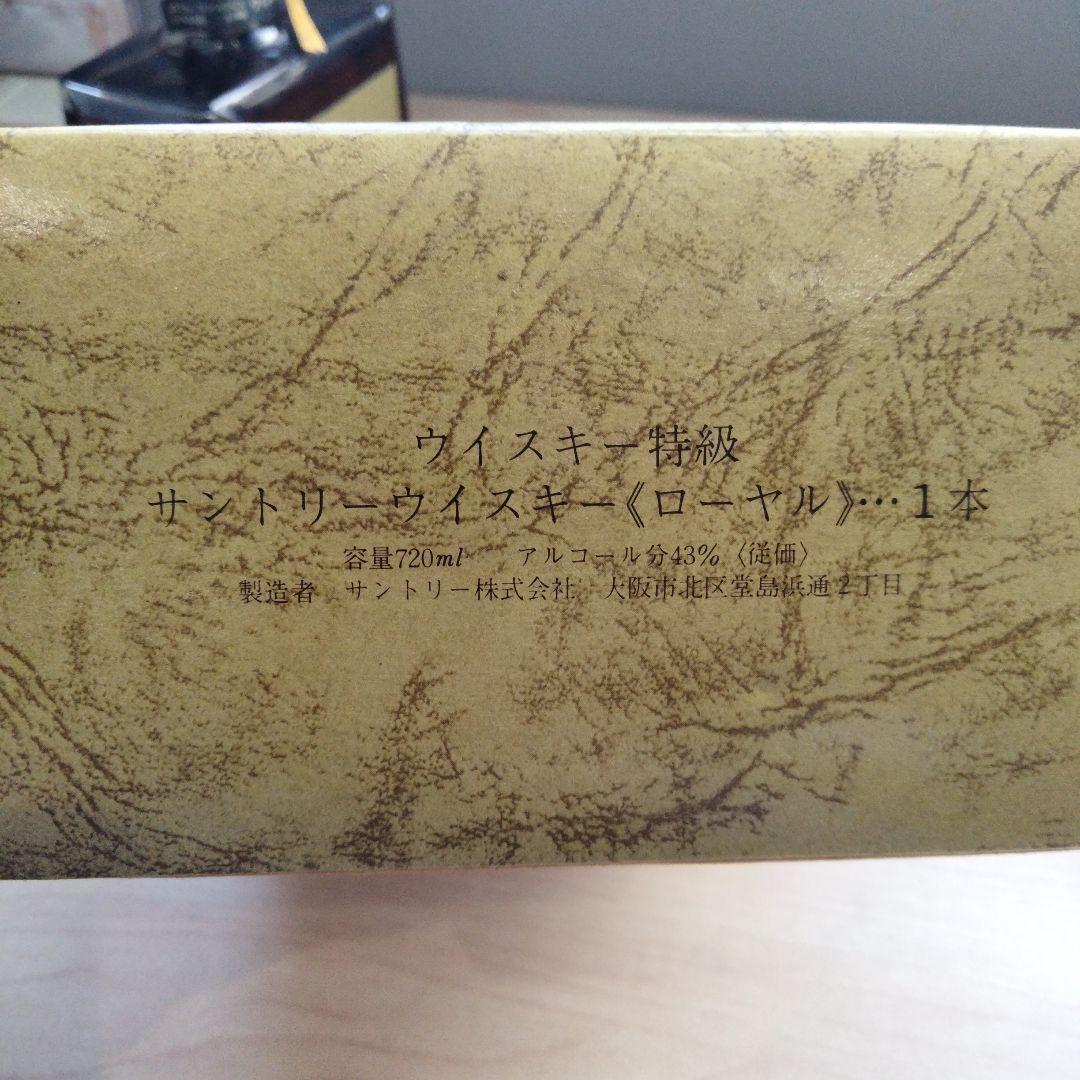 ウイスキー特級
サントリーウイスキー《ローヤル》…1本
容量720ml アルコール分43%〈従価〉
製造者 サントリー株式会社 大阪市北区堂島浜通2丁目